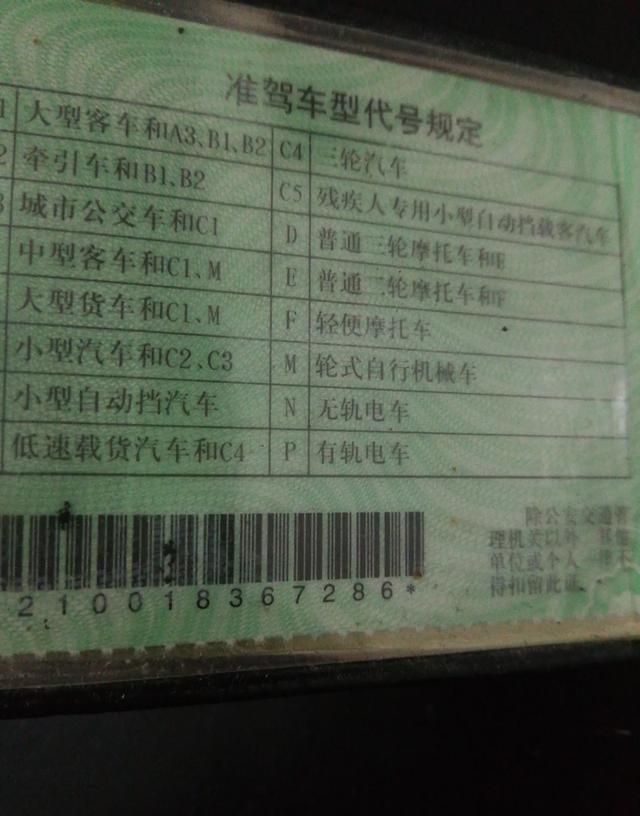 准驾车型代号规定
大型客车和A3、B1、B2 C4 三轮汽车
牵引车和B1、B2 C5 残疾人专用小型自动挡载客汽车
城市公交车和C1 D 普通三轮摩托车和E
中型客车和C1、M E 普通二轮摩托车和F
大型货车和C1、M F 轻便摩托车
小型汽车和C2、C3 M 轮式自行机械车
小型自动挡汽车 N 无轨电车
低速载货汽车和C4 P 有轨电车
2100183367286*
除公安交通管
理机关以外
单位或个人
得扣留此证